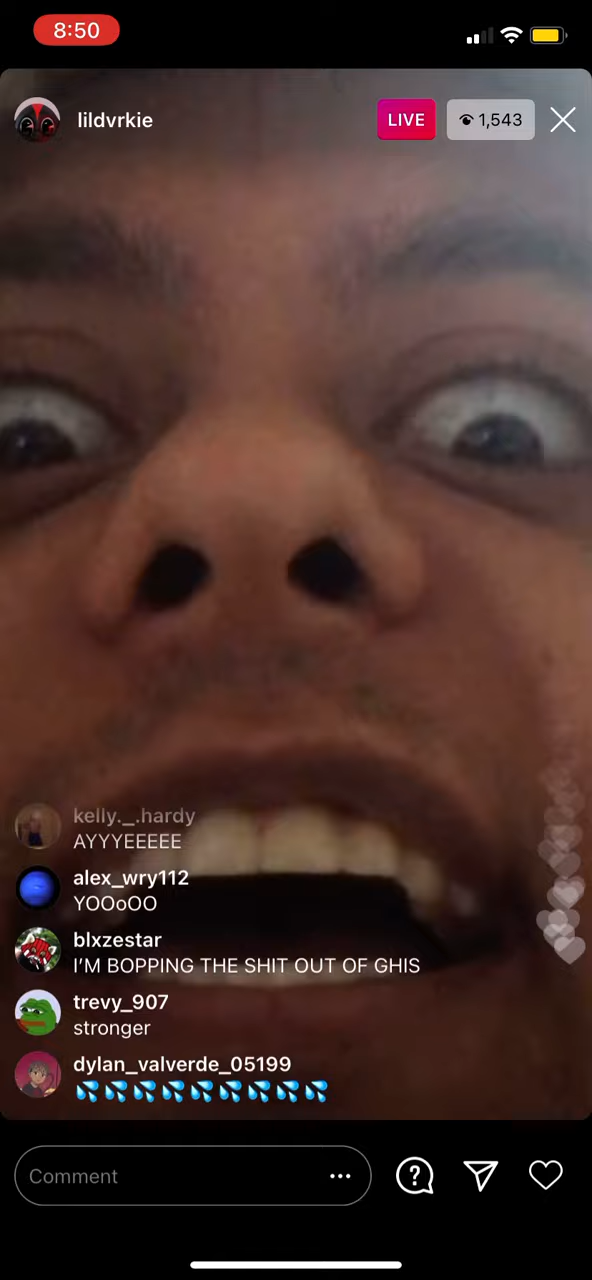 8:50
lildvrkie
LIVE
1,543
kelly._.hardy
AYYYEEEEE
alex_wry112
YOOoOO
blxzestar
I'M BOPPING THE SHIT OUT OF GHIS
trevy_907
stronger
dylan_valverde_05199
💦💦💦💦💦💦💦💦💦
Comment